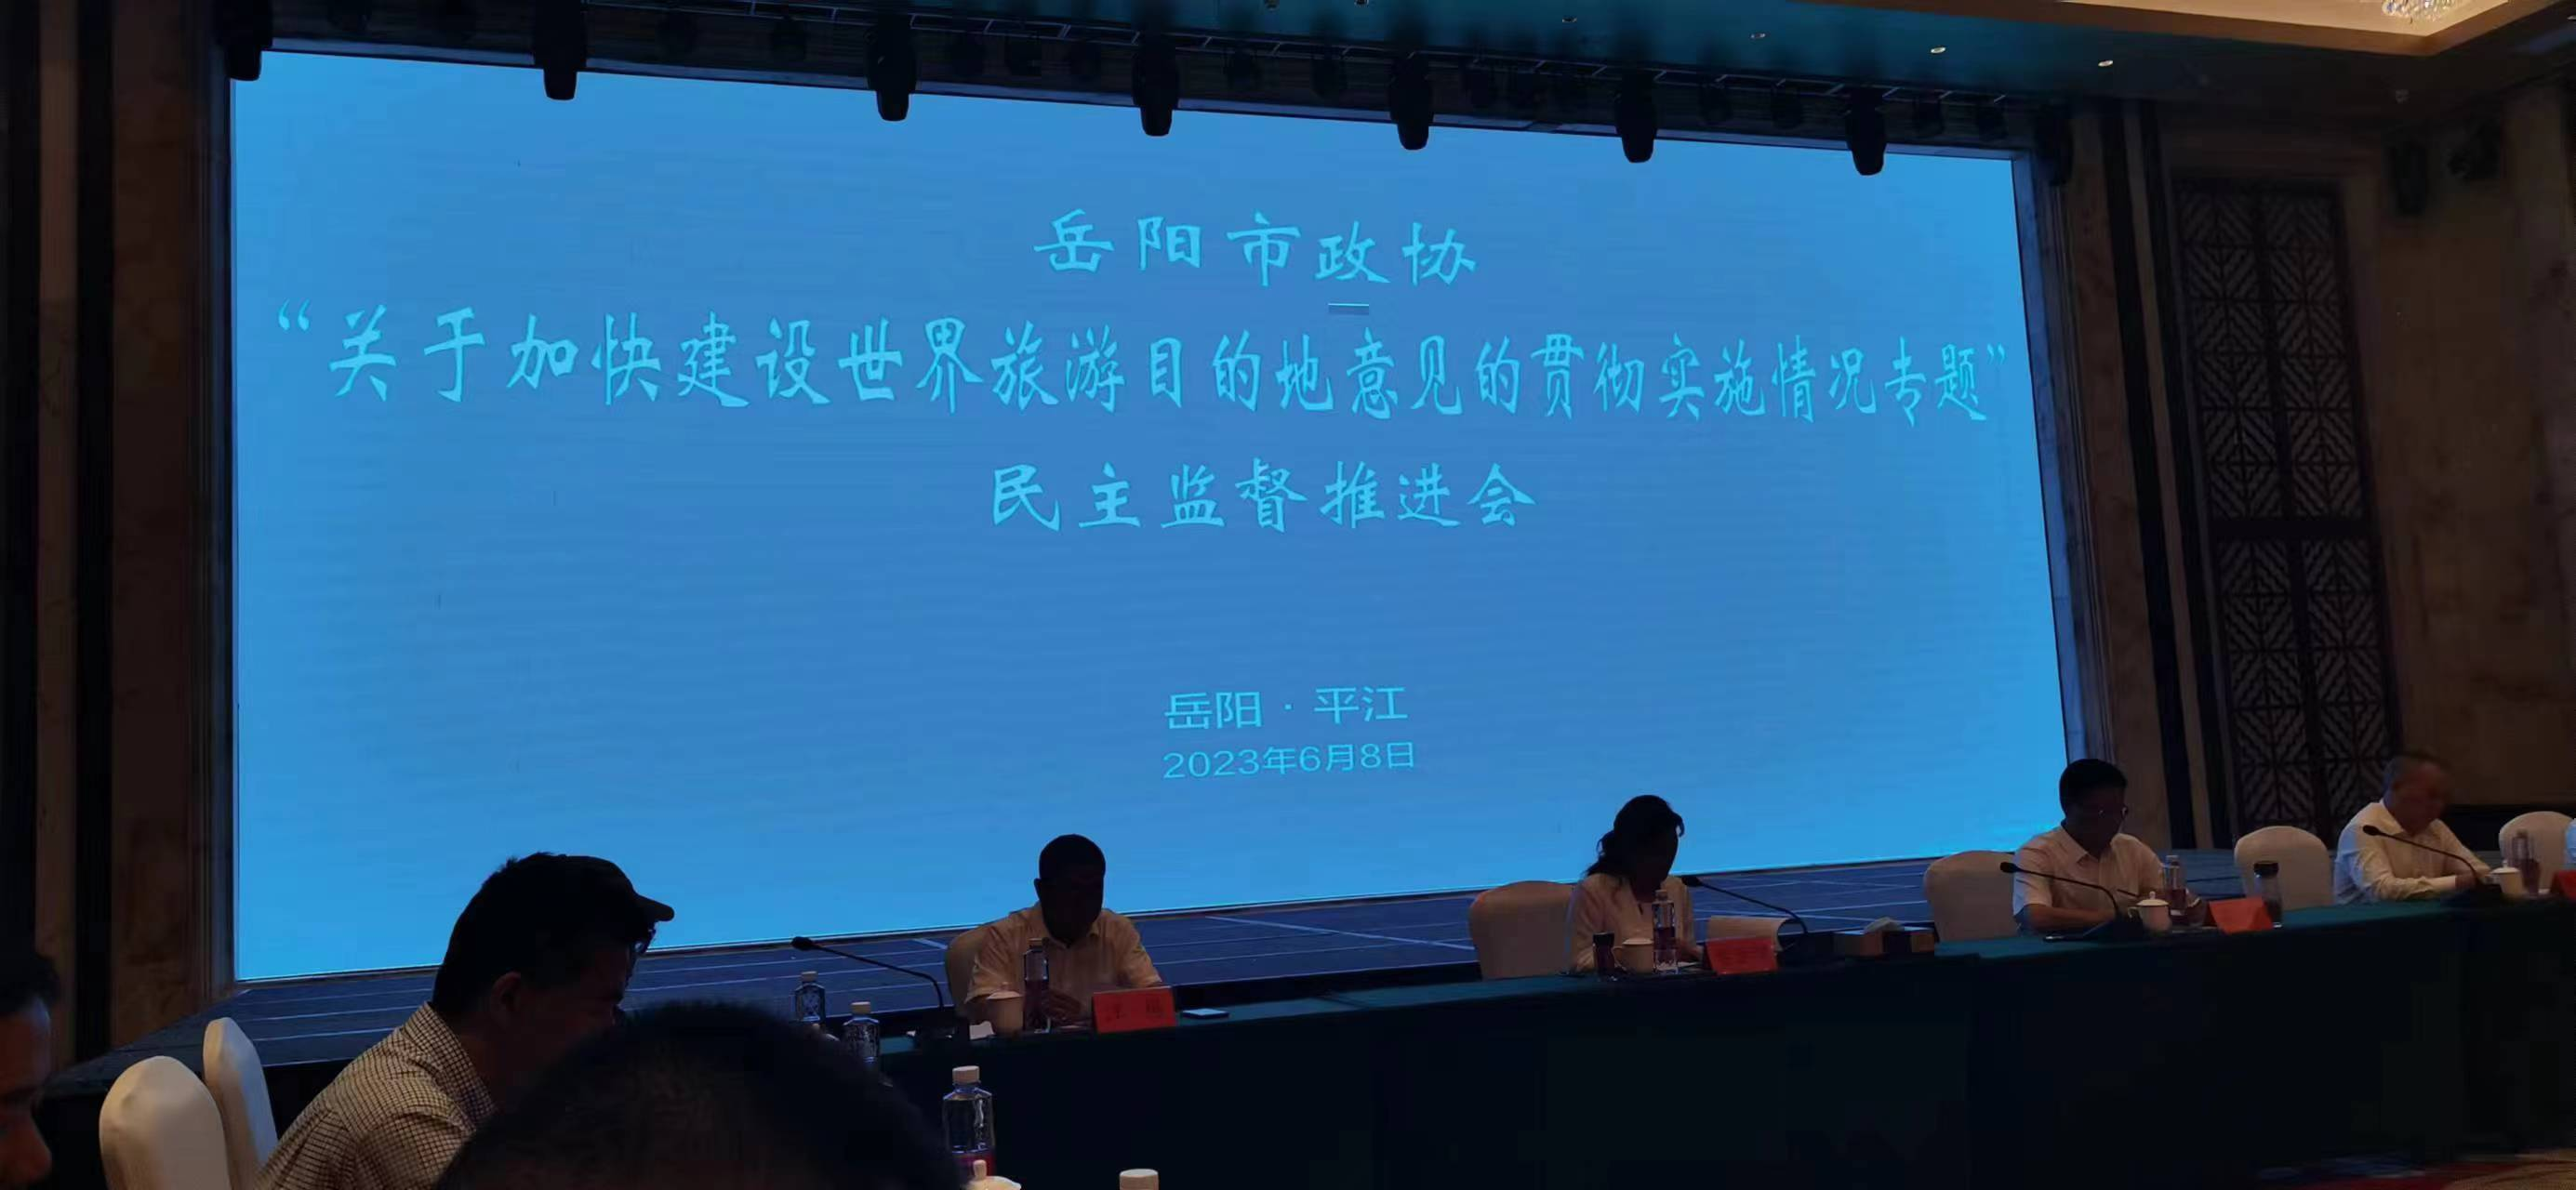 岳阳市政协
“关于加快建设世界旅游目的地意见的贯彻实施情况专题”
民主监督推进会
岳阳·平江
2023年6月8日